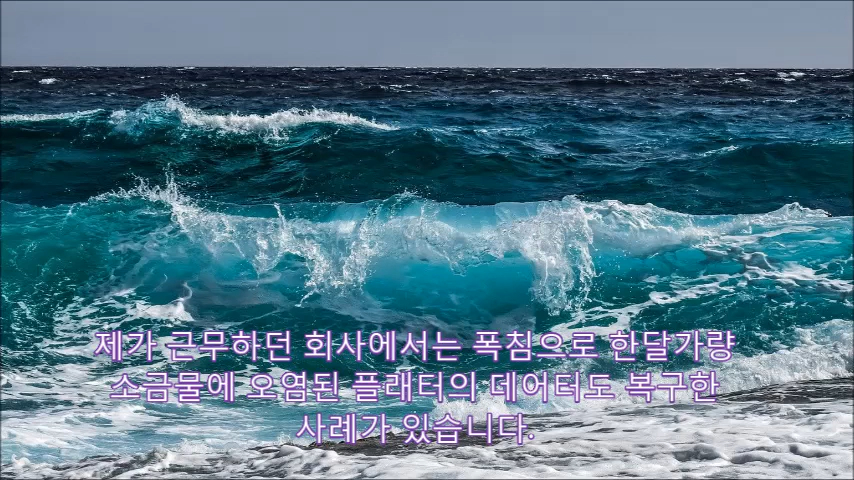 제가 근무하던 회사에서는 폭침으로 한달가량
소금물에 오염된 플래터의 데이터도 복구한
사례가 있습니다.